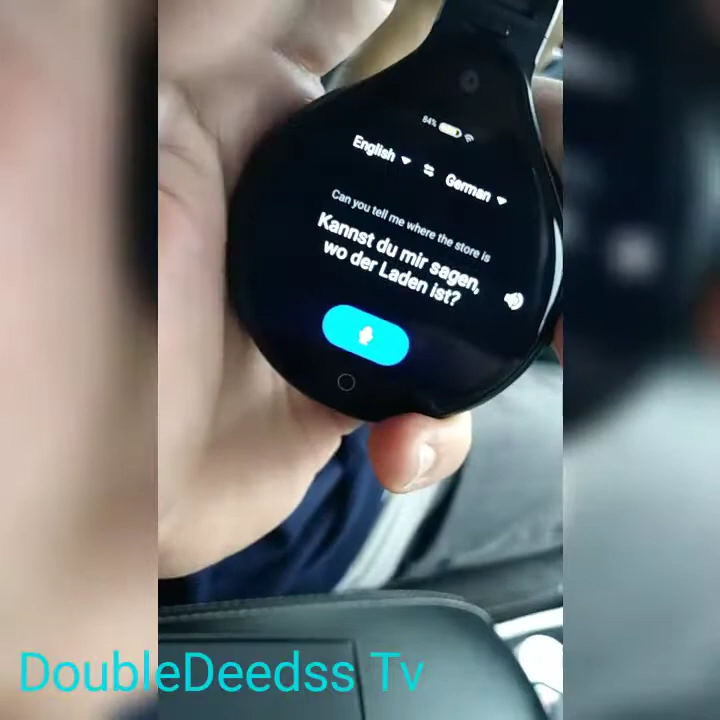 84%
English
German
Can you tell me where the store is
Kannst du mir sagen,
wo der Laden ist?
DoubleDeedss Tv